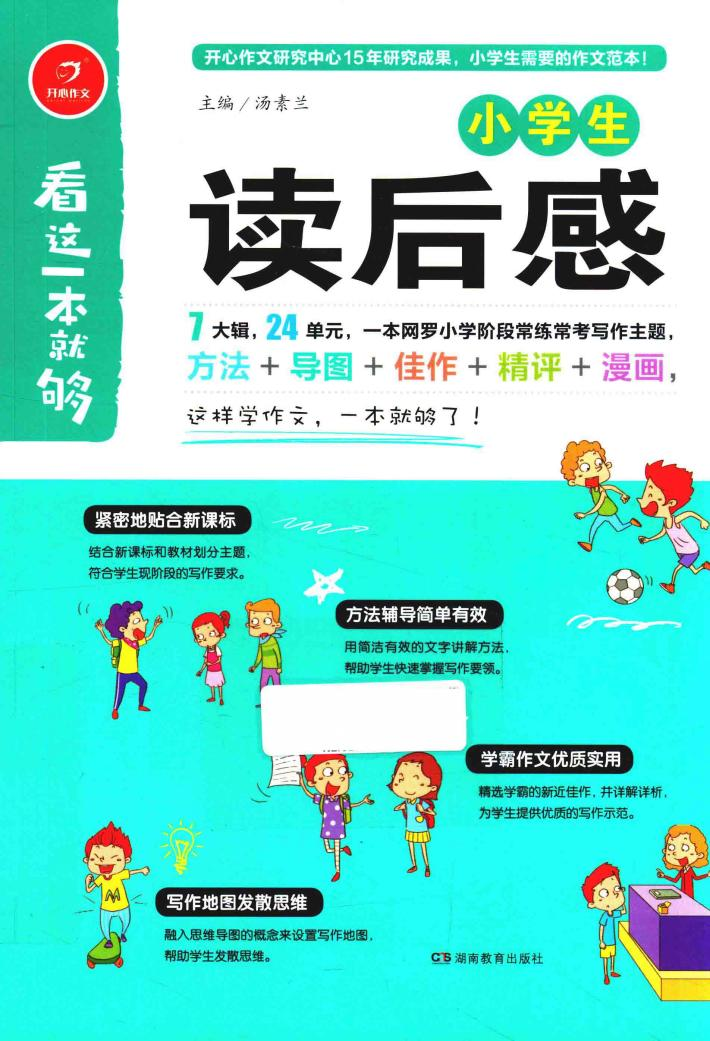 开心作文研究中心15年研究成果，小学生需要的作文范本！
开心作文
主编/汤素兰
小学生
读后感
看这一本就够
7大辑，24单元，一本网罗小学阶段常练常考写作主题，
方法+导图+佳作+精评+漫画，
这样学作文，一本就够了！
紧密地贴合新课标
结合新课标和教材划分主题，
符合学生现阶段的写作要求。
方法辅导简单有效
用简洁有效的文字讲解方法，
帮助学生快速掌握写作要领。
学霸作文优质实用
精选学霸的新近佳作，并详解详析，
为学生提供优质的写作示范。
M
写作地图发散思维
融入思维导图的概念来设置写作地图，
帮助学生发散思维。
湖南教育出版社